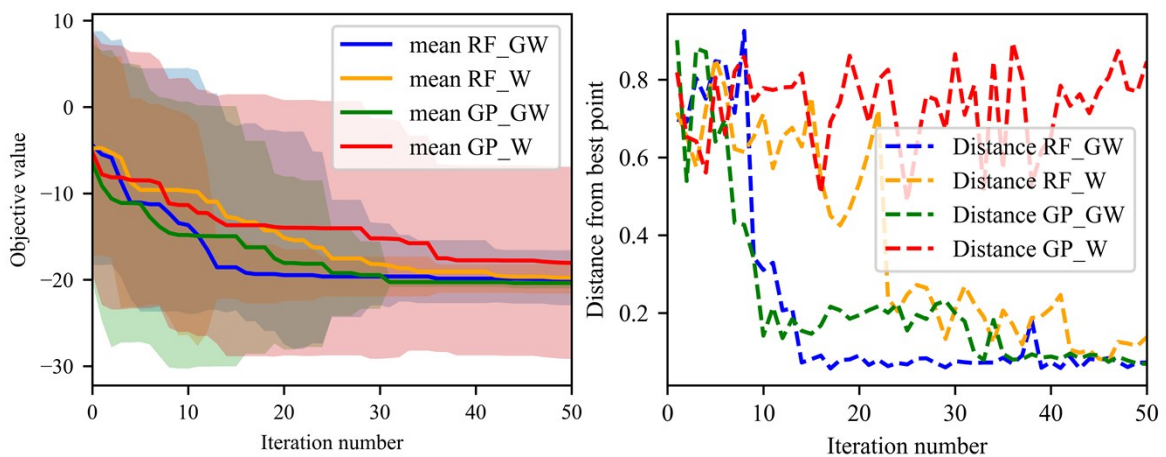 10
0
−10
−20
−30
Objective value
0
10
20
30
40
50
Iteration number
mean RF_GW
mean RF_W
mean GP_GW
mean GP_W
0.8
0.6
0.4
0.2
Distance from best point
0
10
20
30
40
50
Iteration number
Distance RF_GW
Distance RF_W
Distance GP_GW
Distance GP_W